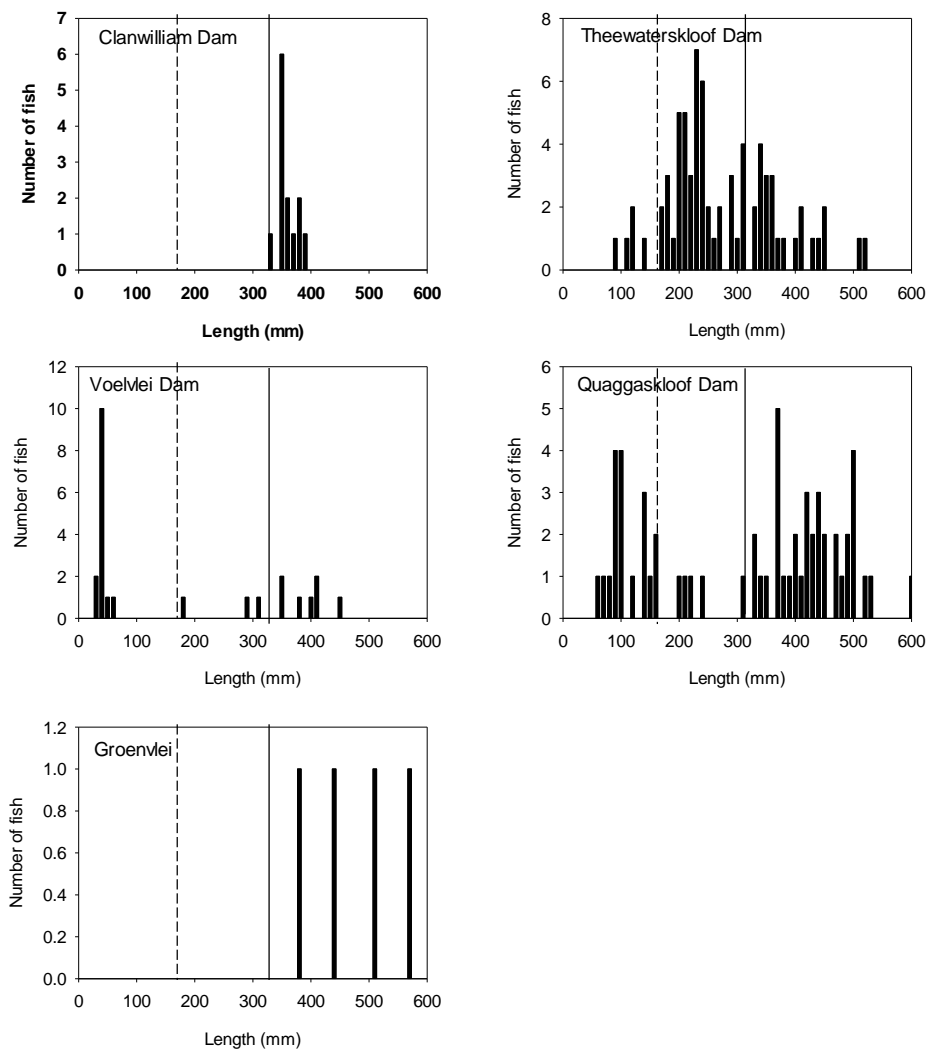 Clanwilliam Dam
Number of fish
7
6
5
4
3
2
1
0
0 100 200 300 400 500 600
Length (mm)
Theewaterskloof Dam
Number of fish
8
6
4
2
0
0 100 200 300 400 500 600
Length (mm)
Voelvlei Dam
Number of fish
12
10
8
6
4
2
0
0 100 200 300 400 500 600
Length (mm)
Quaggaskloof Dam
Number of fish
6
5
4
3
2
1
0
0 100 200 300 400 500 600
Length (mm)
Groenvlei
Number of fish
1.2
1.0
0.8
0.6
0.4
0.2
0.0
0 100 200 300 400 500 600
Length (mm)